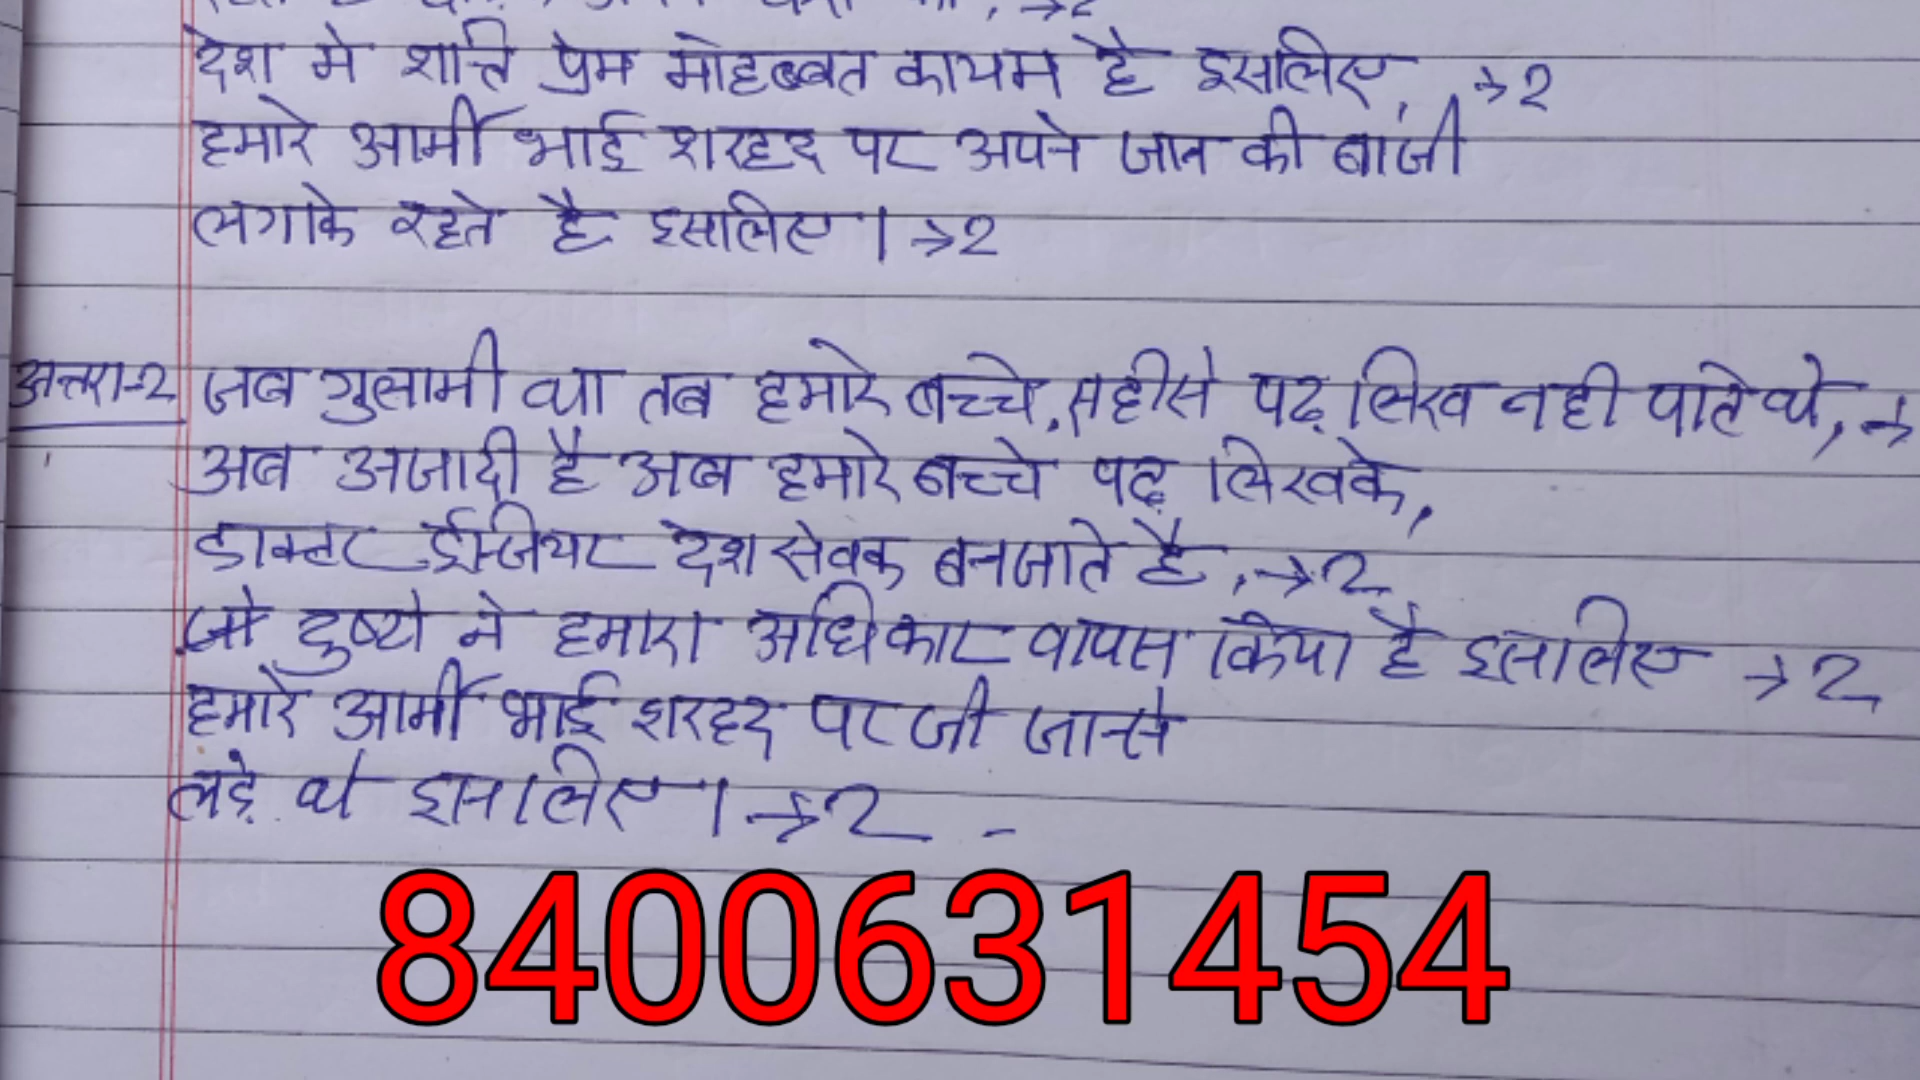 →2
देश मे शान्ति प्रेम मोहब्बत कायम है इसलिए, →2
हमारे आर्मी भाई शरहद पर अपने जान की बांजी
लगाके रहते है इसलिए। →2
अन्तरा-2 जब गुलामी था तब हमारे बच्चे, सहीसे पढ़ लिख नही पाते थे, →
अब अजादी है अब हमारे बच्चे पढ़ लिखके,
डाक्टर ईन्जियर देश सेवक बनजाते है, →2
जो दुष्टो ने हमारा अधिकार वापस किया है इसलिए →2
हमारे आर्मी भाई शरहद पर जी जानसे
लड़े थे इसलिए। →2 -
8400631454